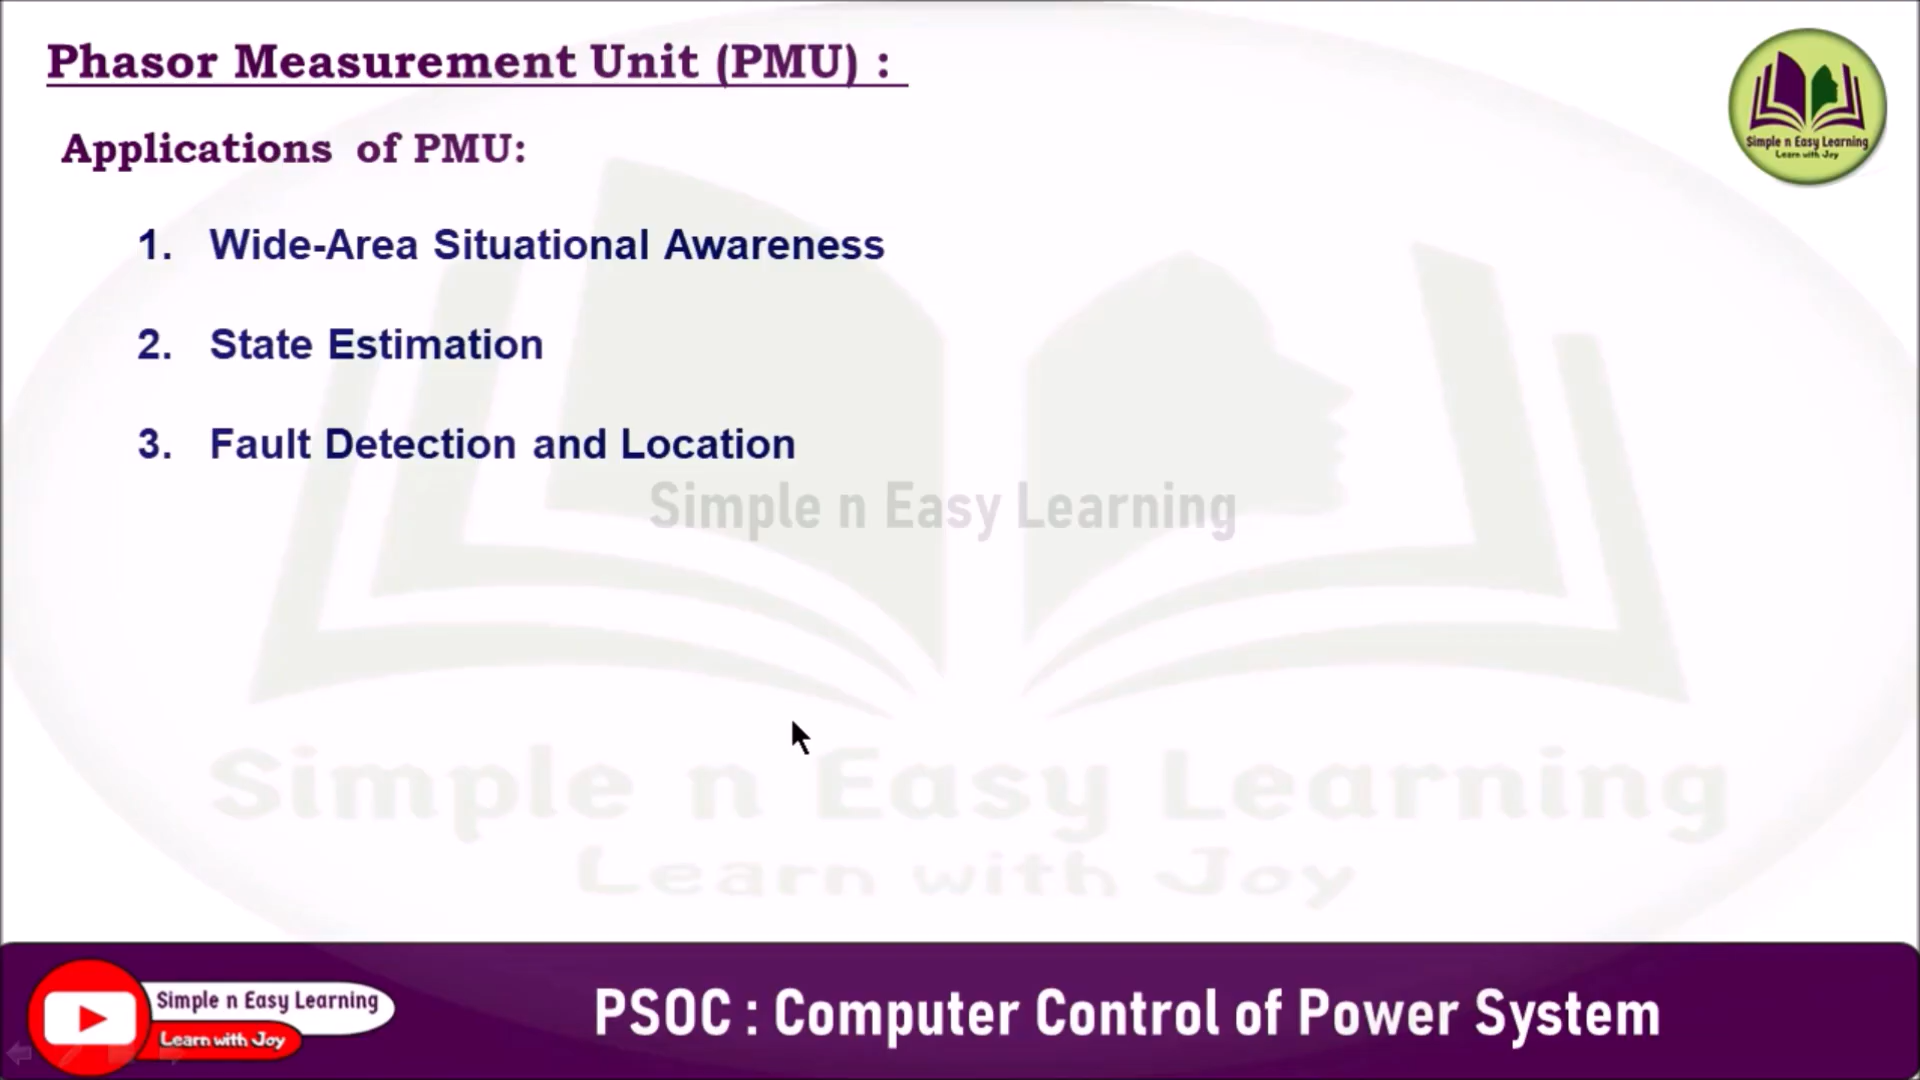 Phasor Measurement Unit (PMU) :
Applications of PMU:
1. Wide-Area Situational Awareness
2. State Estimation
3. Fault Detection and Location
Simple n Easy Learning
Learn with Joy
Simple n Easy Learning
Simple n Easy Learning
Learn with Joy
Simple n Easy Learning
Learn with Joy
PSOC : Computer Control of Power System